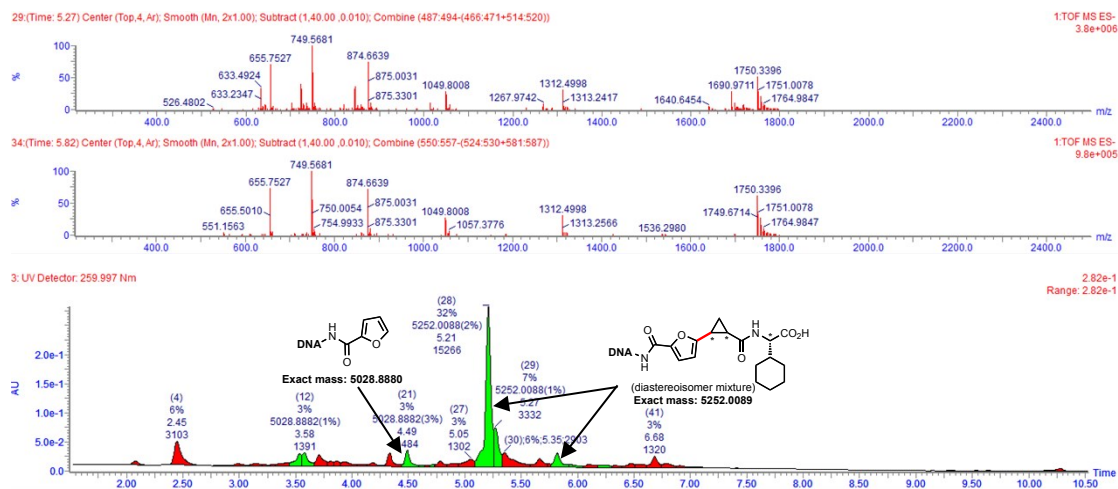 29:(Time: 5.27) Center (Top,4, Ar); Smooth (Mn, 2x1.00); Subtract (1,40.00 ,0.010); Combine (487:494-(466:471+514:520))
1:TOF MS ES-
3.8e+006
100
%
0
526.4802
633.2347
633.4924
655.7527
749.5681
874.6639
875.0031
875.3301
1049.8008
1267.9742
1312.4998
1313.2417
1640.6454
1690.9711
1750.3396
1751.0078
1764.9847
400.0 600.0 800.0 1000.0 1200.0 1400.0 1600.0 1800.0 2000.0 2200.0 2400.0
m/z
34:(Time: 5.82) Center (Top,4, Ar); Smooth (Mn, 2x1.00); Subtract (1,40.00 ,0.010); Combine (550:557-(524:530+581:587))
1:TOF MS ES-
9.8e+005
100
%
0
551.1563
655.5010
655.7527
749.5681
750.0054
754.9933
874.6639
875.0031
875.3301
1049.8008
1057.3776
1312.4998
1313.2566
1536.2980
1749.6714
1750.3396
1751.0078
1764.9847
400.0 600.0 800.0 1000.0 1200.0 1400.0 1600.0 1800.0 2000.0 2200.0 2400.0
m/z
3: UV Detector: 259.997 Nm
2.82e-1
Range: 2.82e-1
AU
2.0e-1
1.5e-1
1.0e-1
5.0e-2
0.0
(4)
6%
2.45
3103
(12)
3%
5028.8882(1%)
3.58
1391
DNA
H
N
O
O
Exact mass: 5028.8880
(21)
3%
5028.8882(3%)
4.49
484
(27)
3%
5.05
1302
(28)
32%
5252.0088(2%)
5.21
15266
(29)
7%
5252.0088(1%)
5.27
3332
(30);6%;5.35;2903
DNA
N
H
O
O
*
*
O
H
N
*
CO2H
(diastereoisomer mixture)
Exact mass: 5252.0089
(41)
3%
6.68
1320
Time
2.00 2.50 3.00 3.50 4.00 4.50 5.00 5.50 6.00 6.50 7.00 7.50 8.00 8.50 9.00 9.50 10.00 10.50